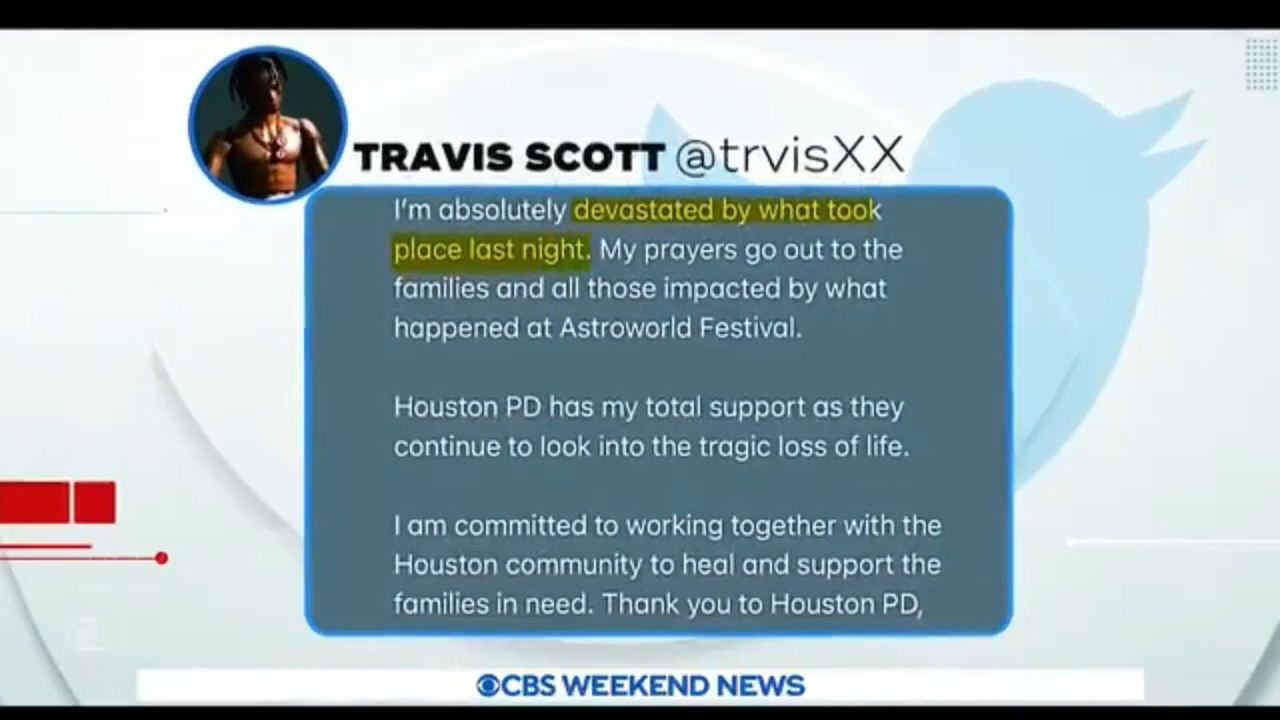 TRAVIS SCOTT @trvisXX
I'm absolutely devastated by what took
place last night. My prayers go out to the
families and all those impacted by what
happened at Astroworld Festival.
Houston PD has my total support as they
continue to look into the tragic loss of life.
I am committed to working together with the
Houston community to heal and support the
families in need. Thank you to Houston PD,
CBS WEEKEND NEWS